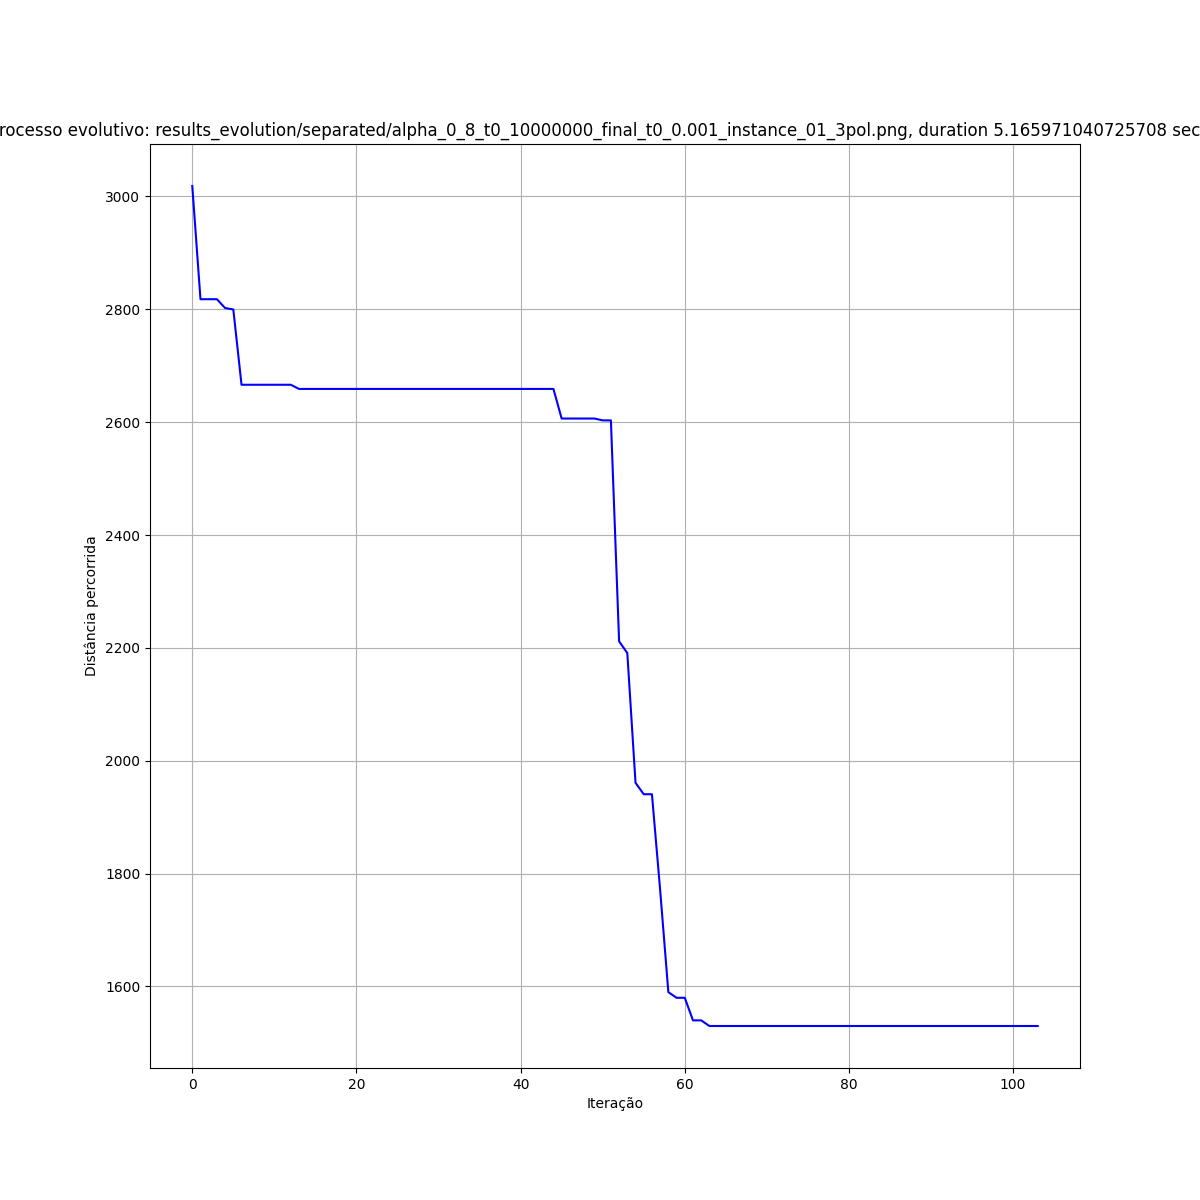 rocesso evolutivo: results_evolution/separated/alpha_0_8_t0_10000000_final_t0_0.001_instance_01_3pol.png, duration 5.165971040725708 sec
3000
2800
2600
2400
2200
2000
1800
1600
Distância percorrida
0 20 40 60 80 100
Iteração